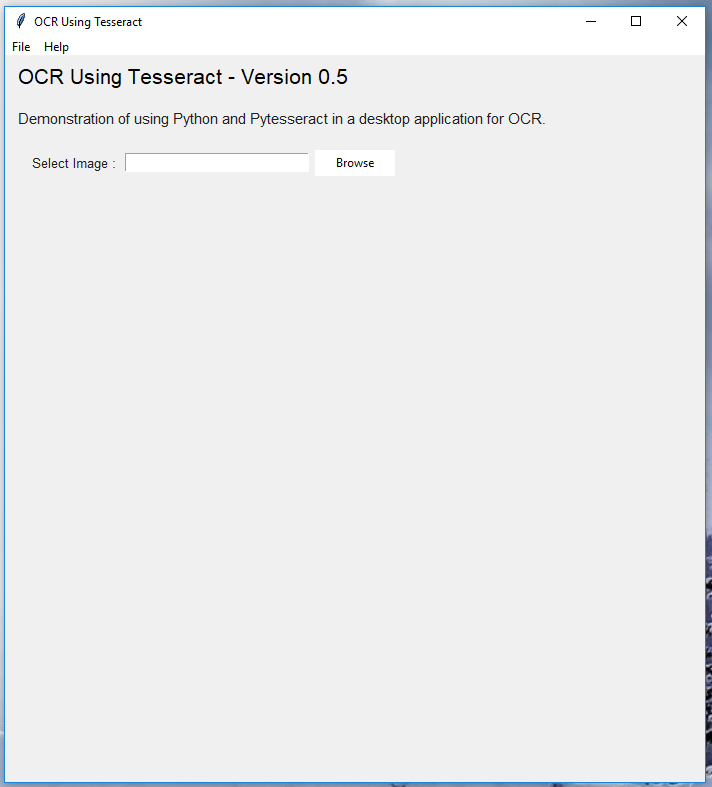 OCR Using Tesseract
File Help
OCR Using Tesseract - Version 0.5
Demonstration of using Python and Pytesseract in a desktop application for OCR.
Select Image : Browse